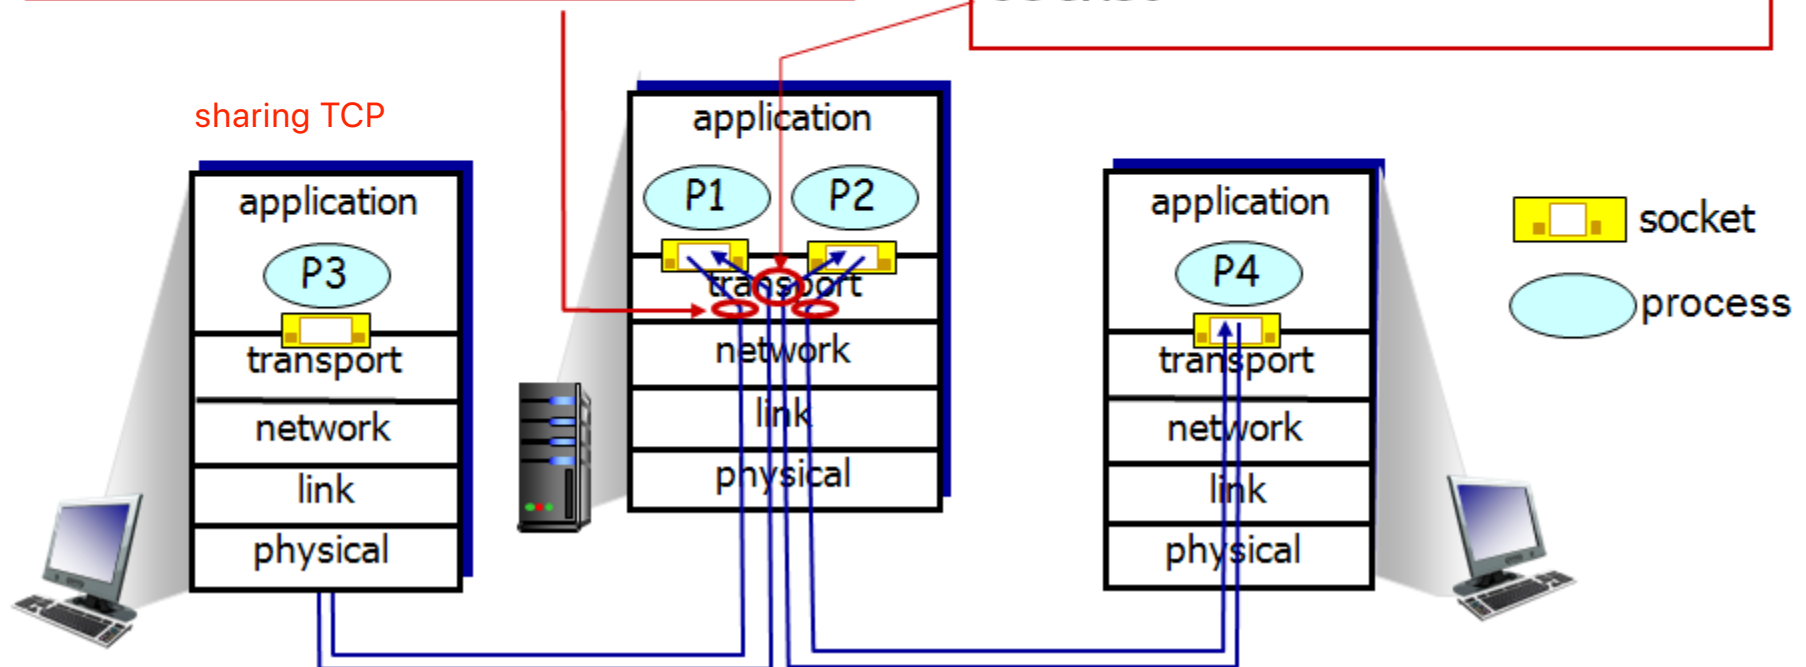 sharing TCP
application
P3
transport
network
link
physical
application
P1 P2
transport
network
link
physical
application
P4
transport
network
link
physical
socket
process